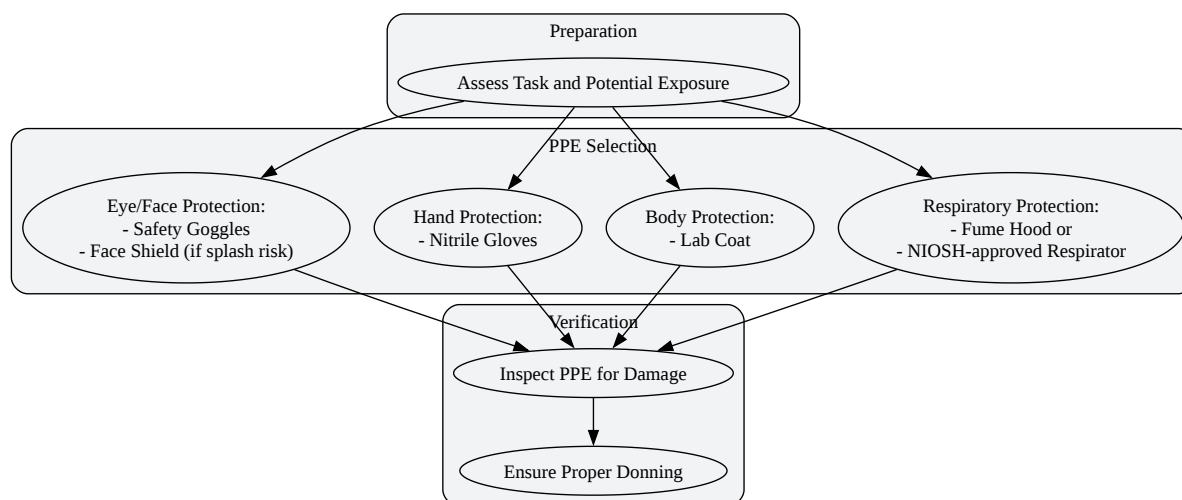 Preparation
Assess Task and Potential Exposure
PPE Selection
Eye/Face Protection:
- Safety Goggles
- Face Shield (if splash risk)
Hand Protection:
- Nitrile Gloves
Body Protection:
- Lab Coat
Respiratory Protection:
- Fume Hood or
- NIOSH-approved Respirator
Verification
Inspect PPE for Damage
Ensure Proper Donning